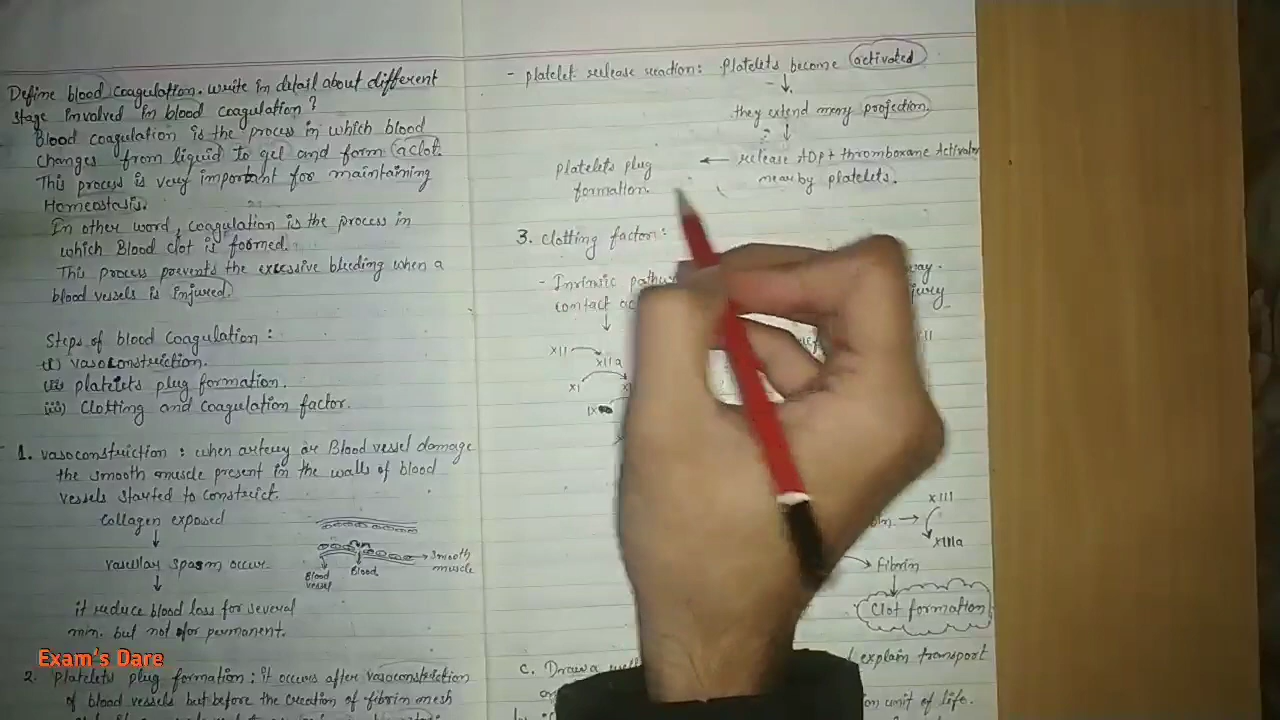 Define blood Coagulation. write in detail about different
stage involved in blood coagulation?
Blood coagulation is the process in which blood
changes from liquid to gel and form a clot.
This process is very important for maintaining
Homeostasis.
In other word, coagulation is the process in
which Blood clot is formed.
This process prevents the excessive bleeding when a
blood vessels is injured.
Steps of blood Coagulation:
(i) vasoconstriction.
(ii) platelets plug formation.
iii) Clotting and Coagulation factor.
1. vasoconstriction: when artery or Blood vessel damage
the smooth muscle present in the walls of blood
vessels started to constrict.
Collagen exposed
vascular spasm occur.
it reduce blood loss for several
min. but not for permanent.
Smooth
muscle
Blood
vessel
Blood
Exam's Dare
2. Platelets plug formation: it occurs after vasoconstriction
of blood vessels but before the creation of fibrin mesh
- platelet release reaction: Platelets become activated
they extend many projection.
release ADP + thromboxane Activate
nearby platelets.
Platelets plug
formation.
3. Clotting factor:
- Intrinsic
contact
XII
XIIa
XI
IX
XIII
XIIIa
Fibrin
Clot formation
C. Draw a
explain transport
unit of life.